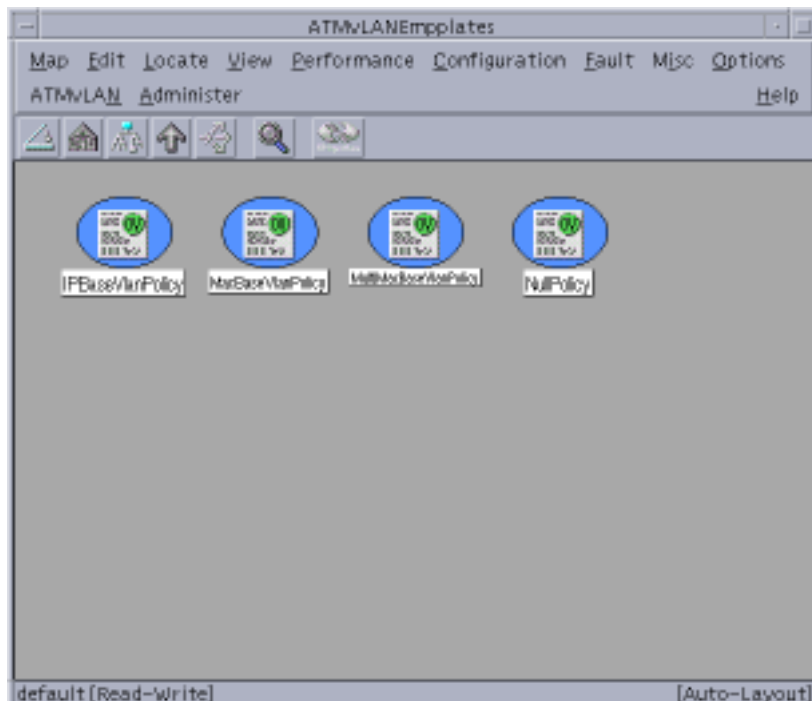 ATMvLANEmpplates
Map Edit Locate View Performance Configuration Fault Misc Options
ATMvLAN Administer Help
IPBaseVlanPolicy MacBaseVlanPolicy MultiMacBaseVlanPolicy NullPolicy
default [Read-Write] [Auto-Layout]